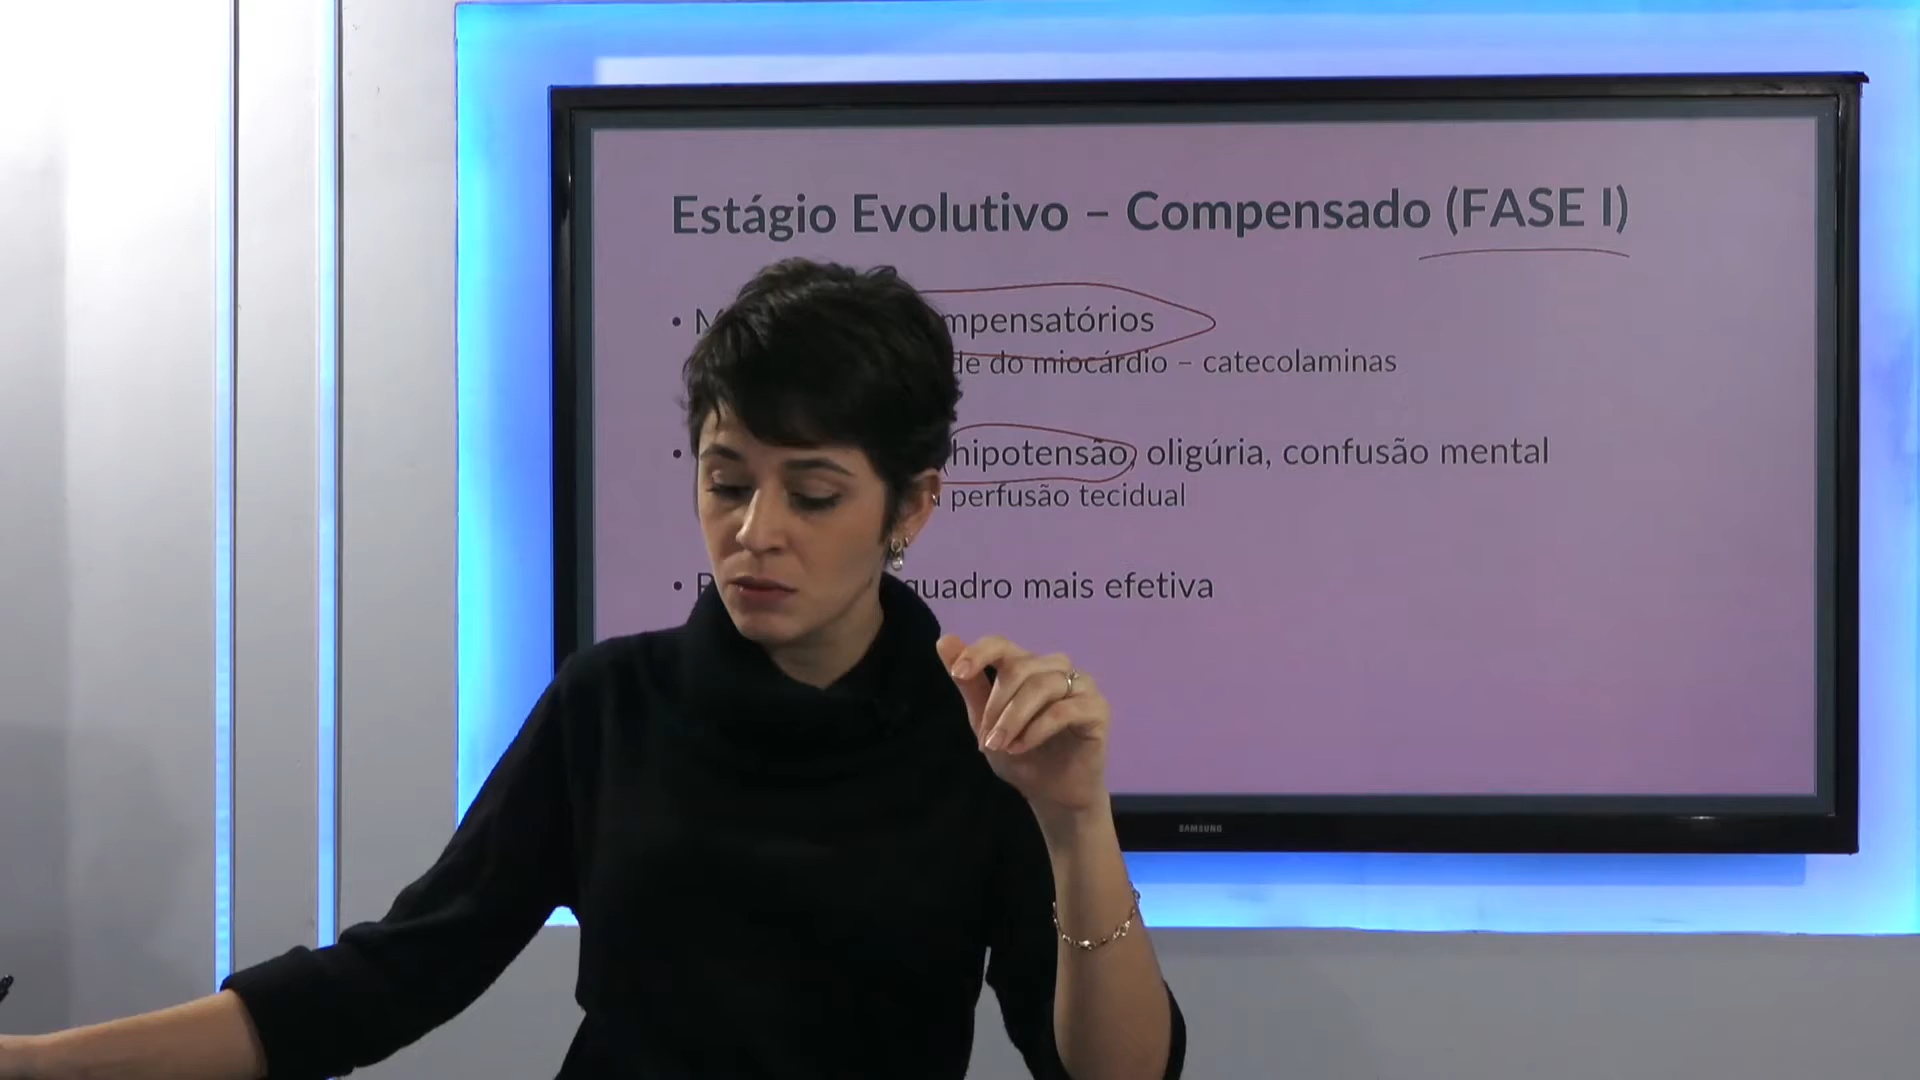 Estágio Evolutivo – Compensado (FASE I)
mpensatórios
de do miocárdio – catecolaminas
(hipotensão, oligúria, confusão mental
perfusão tecidual
quadro mais efetiva
SAMSUNG